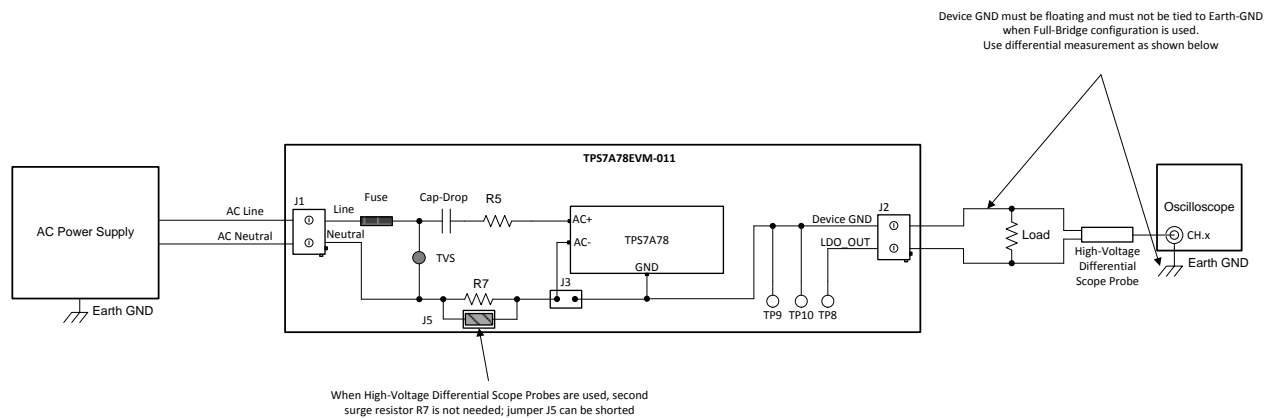 Device GND must be floating and must not be tied to Earth-GND
when Full-Bridge configuration is used.
Use differential measurement as shown below
TPS7A78EVM-011
AC Power Supply
Earth GND
AC Line
AC Neutral
J1
Line
Neutral
Fuse
Cap-Drop
R5
TVS
AC+
AC-
TPS7A78
GND
R7
J5
J3
Device GND
LDO_OUT
J2
TP9
TP10
TP8
Load
High-Voltage
Differential
Scope Probe
Oscilloscope
CH.x
Earth GND
When High-Voltage Differential Scope Probes are used, second
surge resistor R7 is not needed; jumper J5 can be shorted